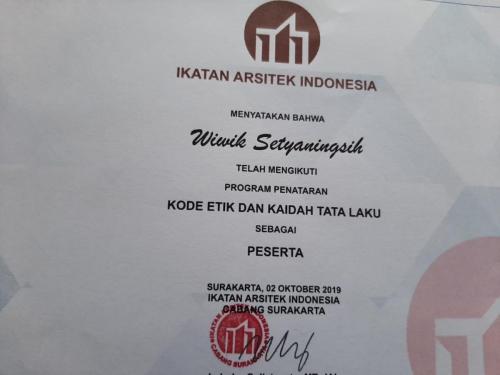 IKATAN ARSITEK INDONESIA
MENYATAKAN BAHWA
Wiwik Setyaningsih
TELAH MENGIKUTI
PROGRAM PENATARAN
KODE ETIK DAN KAIDAH TATA LAKU
SEBAGAI
PESERTA
SURAKARTA, 02 OKTOBER 2019
IKATAN ARSITEK INDONESIA
CABANG SURAKARTA